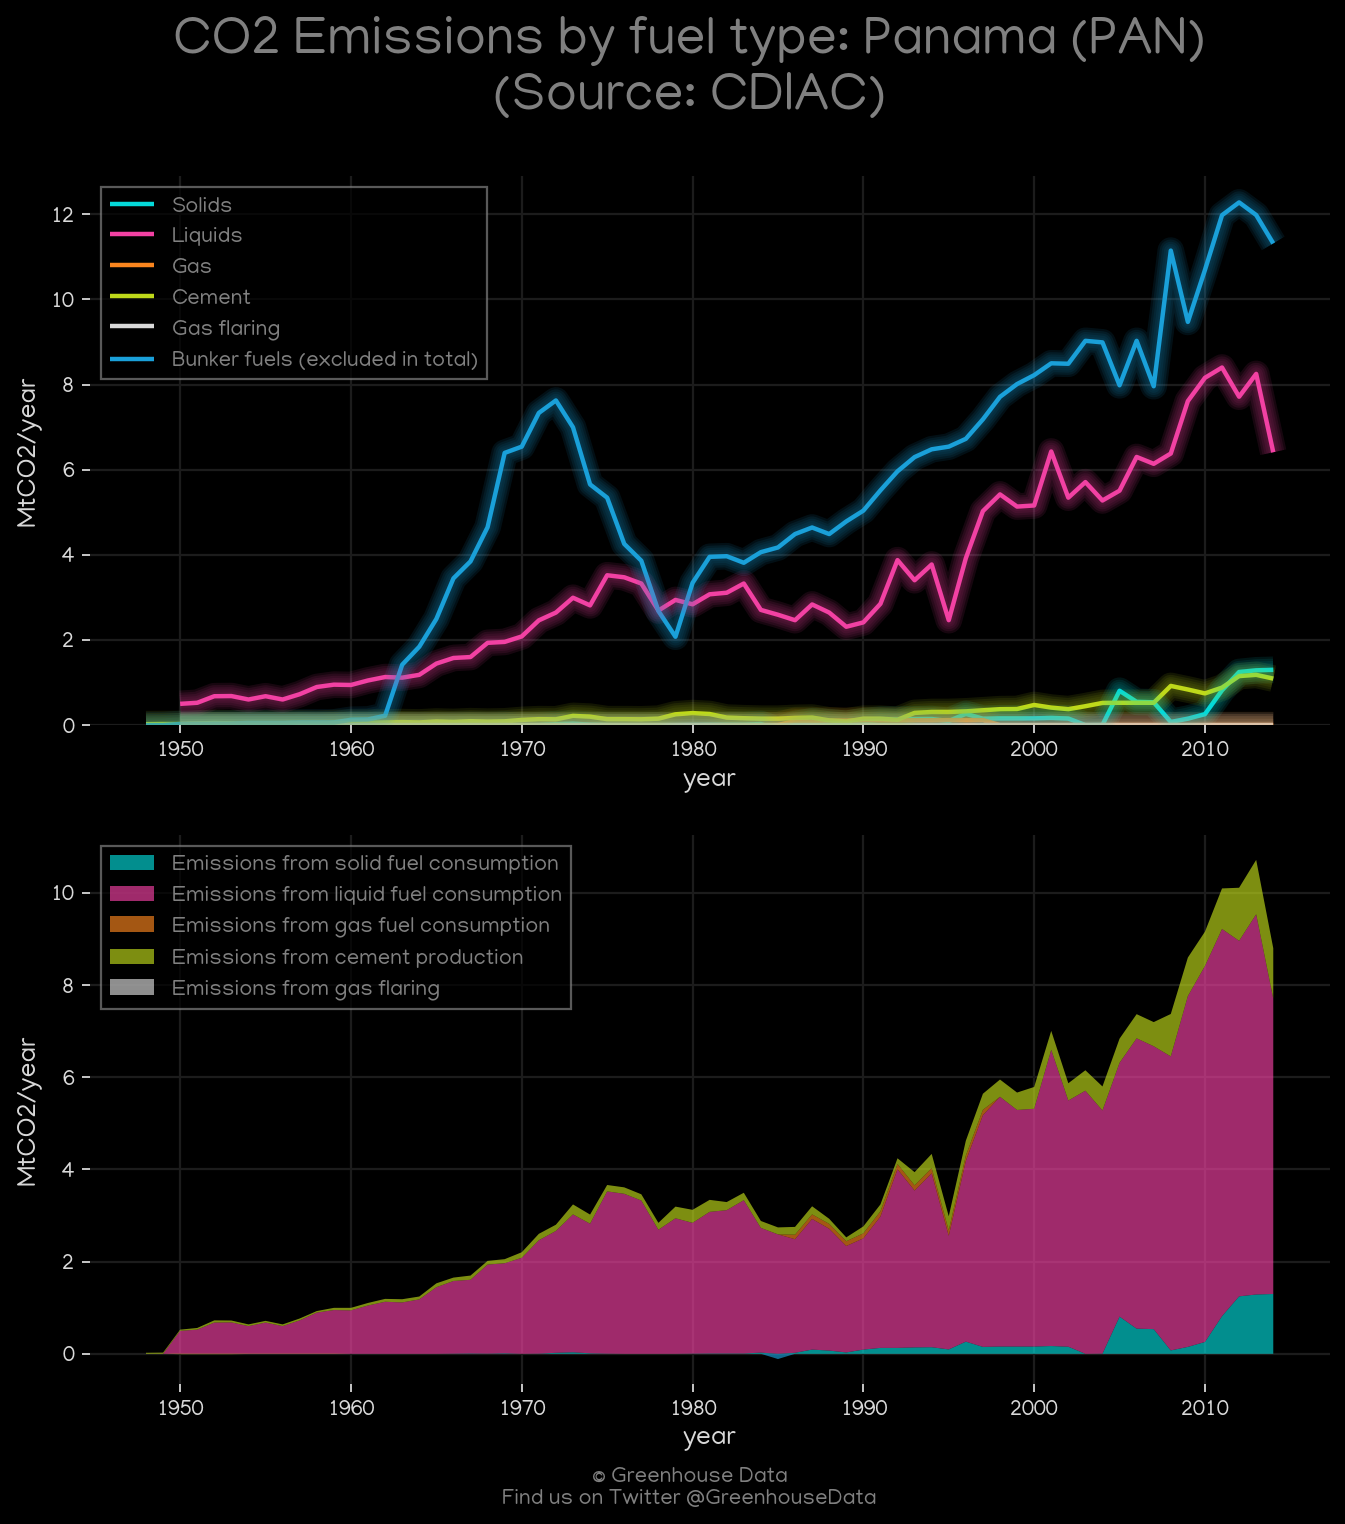 CO2 Emissions by fuel type: Panama (PAN)
(Source: CDIAC)
Solids
Liquids
Gas
Cement
Gas flaring
Bunker fuels (excluded in total)
MtCO2/year
12
10
8
6
4
2
0
1950 1960 1970 1980 1990 2000 2010
year
Emissions from solid fuel consumption
Emissions from liquid fuel consumption
Emissions from gas fuel consumption
Emissions from cement production
Emissions from gas flaring
MtCO2/year
10
8
6
4
2
0
1950 1960 1970 1980 1990 2000 2010
year
© Greenhouse Data
Find us on Twitter @GreenhouseData